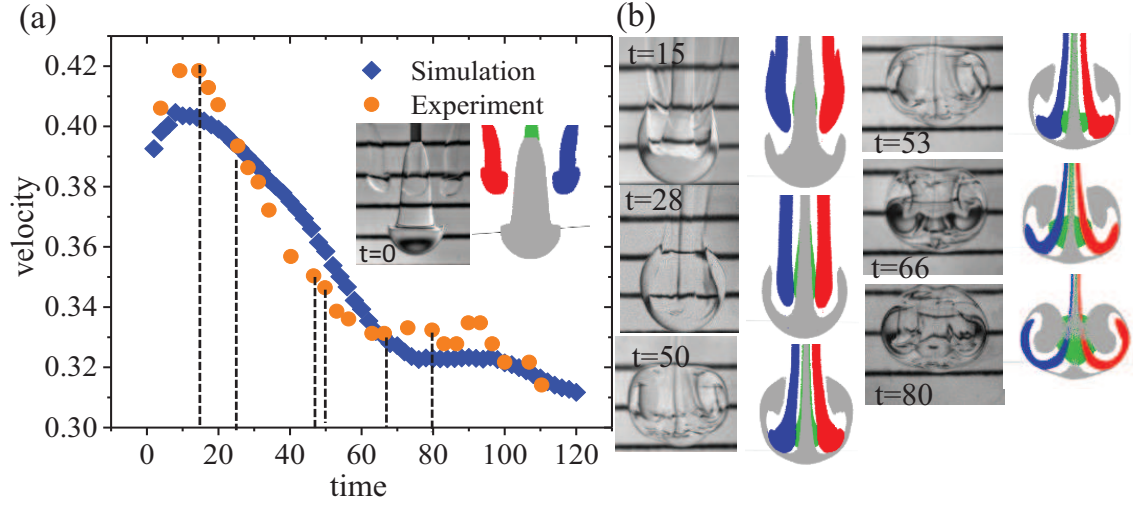 (a)
(b)
0.42
0.40
0.38
0.36
0.34
0.32
0.30
velocity
Simulation
Experiment
t=0
0
20
40
60
80
100
120
time
t=15
t=28
t=50
t=53
t=66
t=80